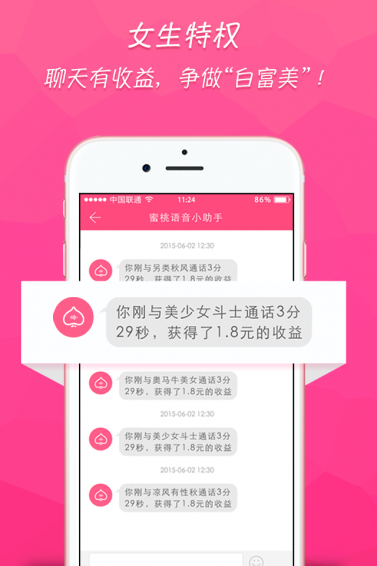 女生特权
聊天有收益，争做“白富美”！
中国联通
11:24
86%
蜜桃语音小助手
2015-06-02 12:30
你刚与另类秋风通话3分
29秒，获得了1.8元的收益
你刚与美少女斗士通话3分
29秒，获得了1.8元的收益
你刚与奥马牛美女通话3分
29秒，获得了1.8元的收益
2015-06-02 12:30
你刚与美少女斗士通话3分
29秒，获得了1.8元的收益
2015-06-02 12:30
你刚与凉风有性秋通话3分
29秒，获得了1.8元的收益